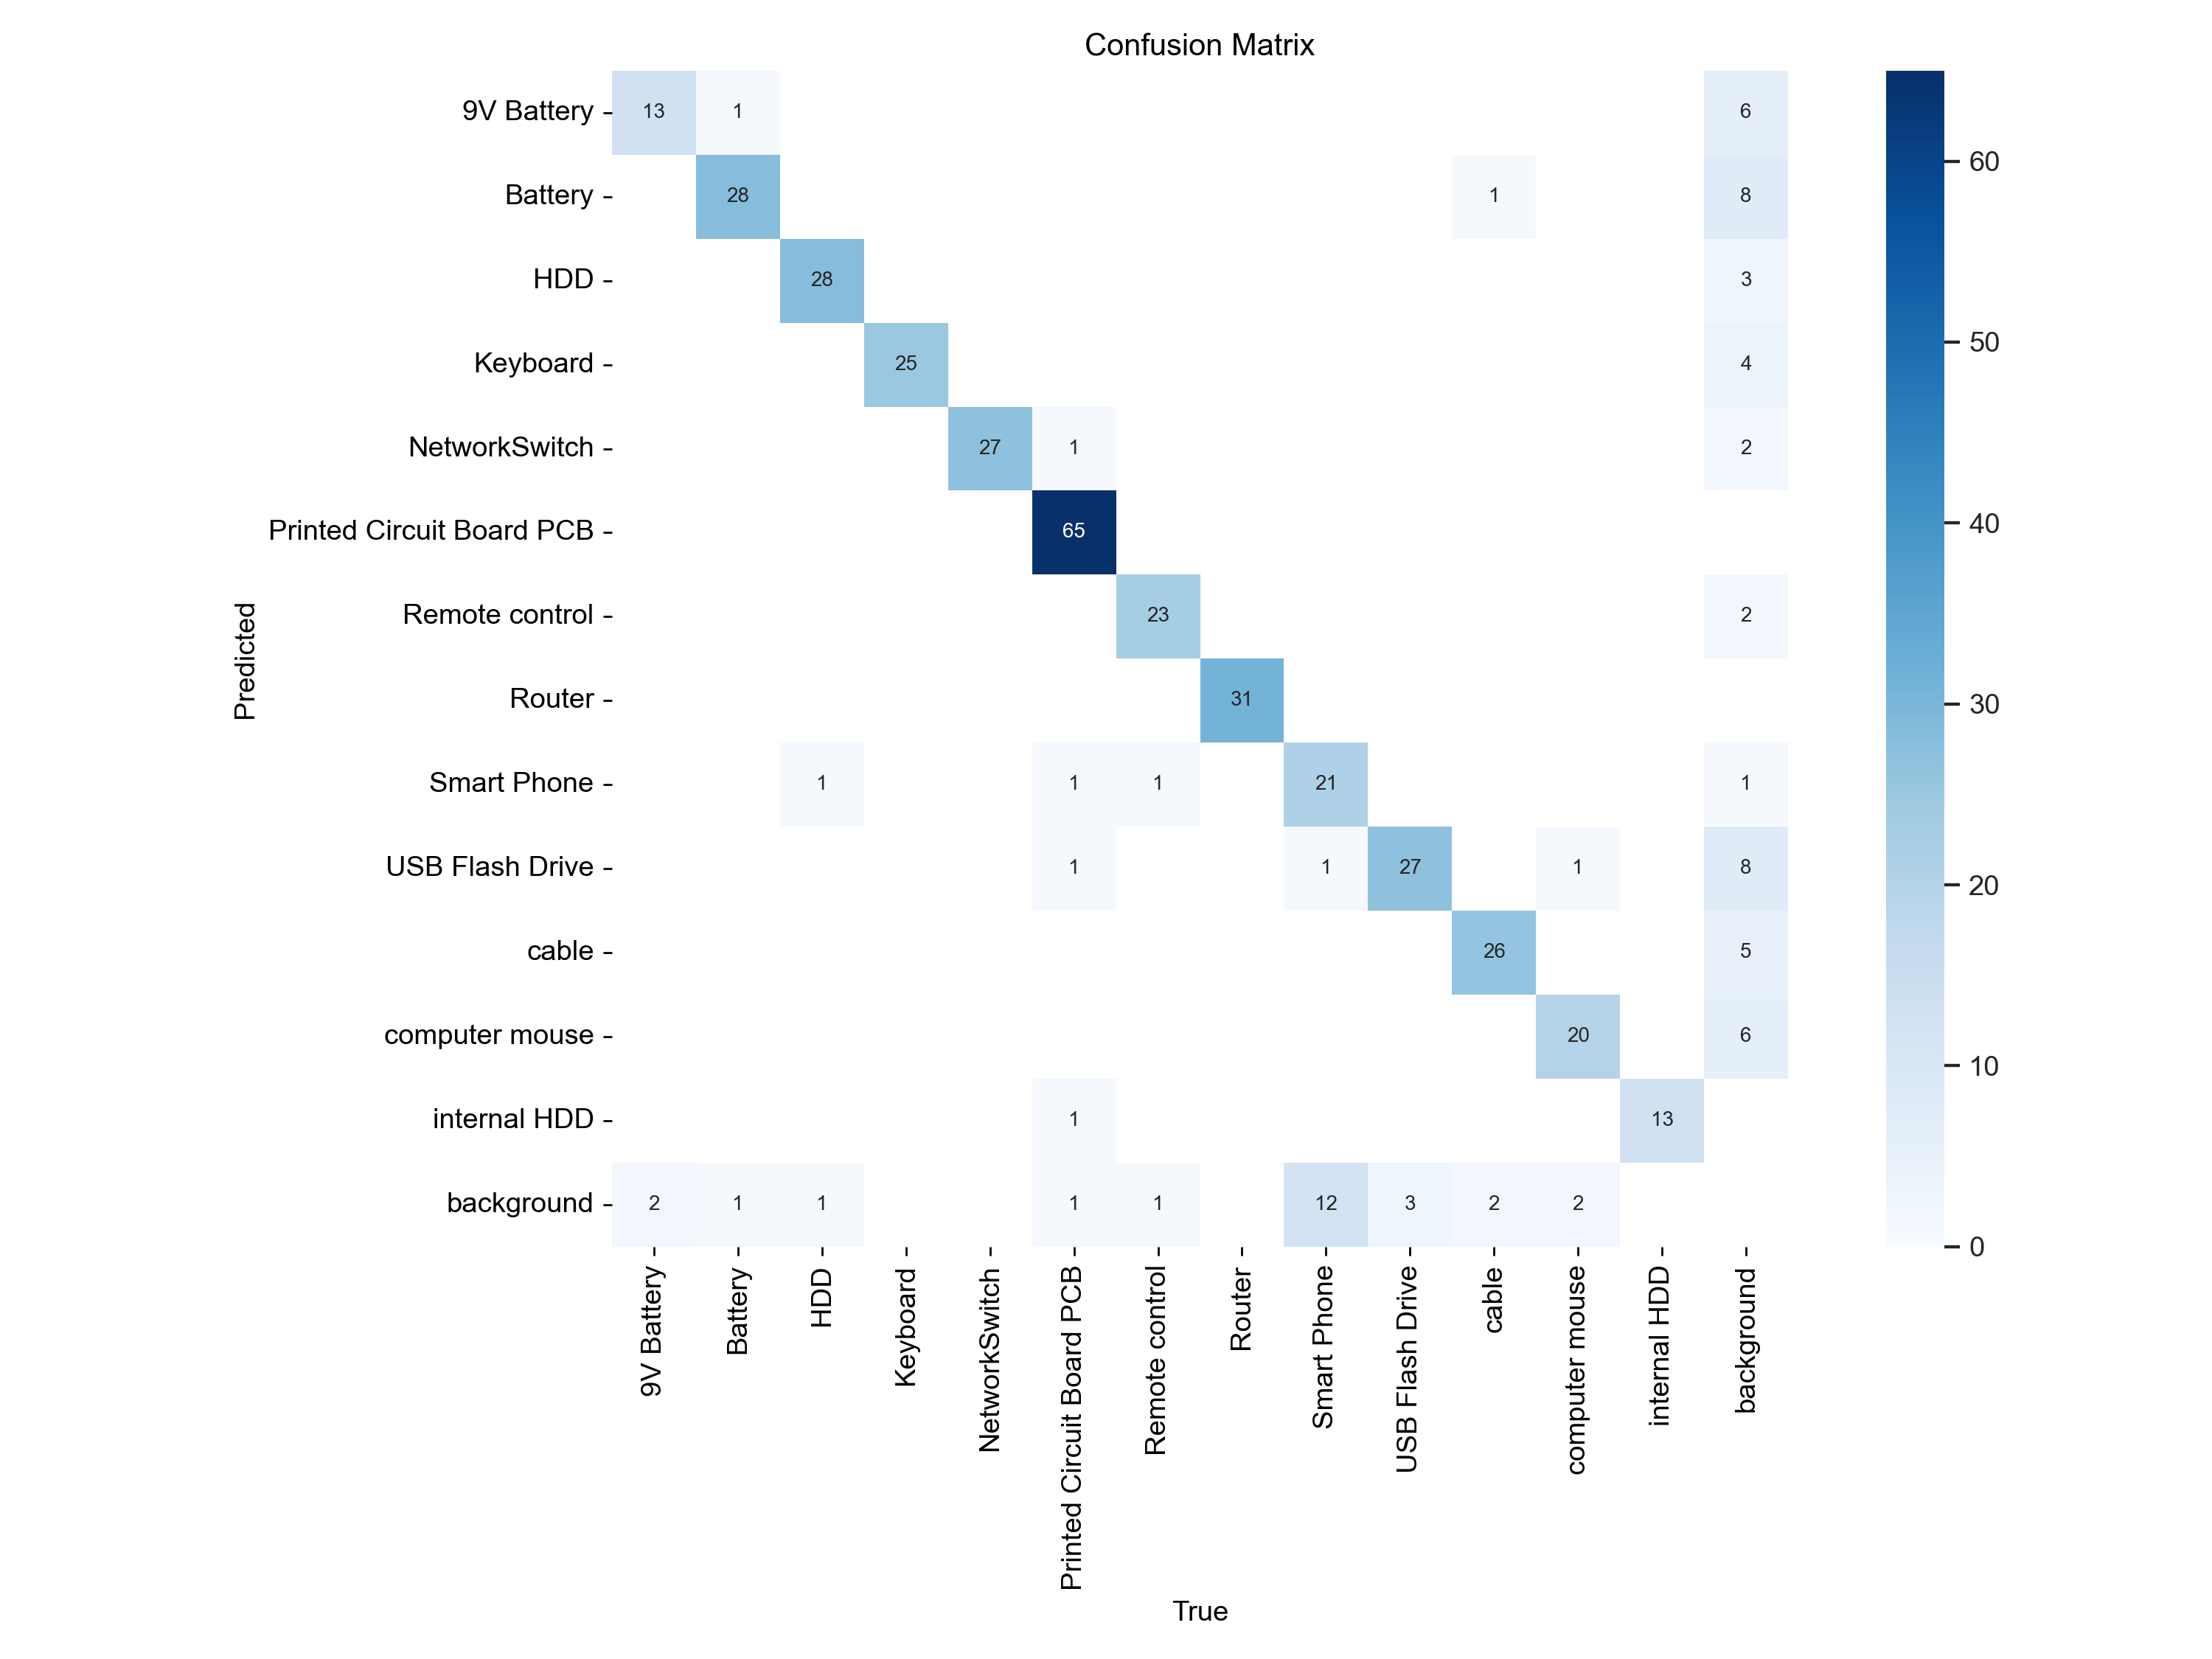 Confusion Matrix
9V Battery 13 1 6
Battery 28 1 8
HDD 28 3
Keyboard 25 4
NetworkSwitch 27 1 2
Printed Circuit Board PCB 65
Remote control 23 2
Router 31
Smart Phone 1 1 1 21 1
USB Flash Drive 1 1 27 1 8
cable 26 5
computer mouse 20 6
internal HDD 1 13
background 2 1 1 1 1 12 3 2 2
Predicted
9V Battery
Battery
HDD
Keyboard
NetworkSwitch
Printed Circuit Board PCB
Remote control
Router
Smart Phone
USB Flash Drive
cable
computer mouse
internal HDD
background
True
60
50
40
30
20
10
0